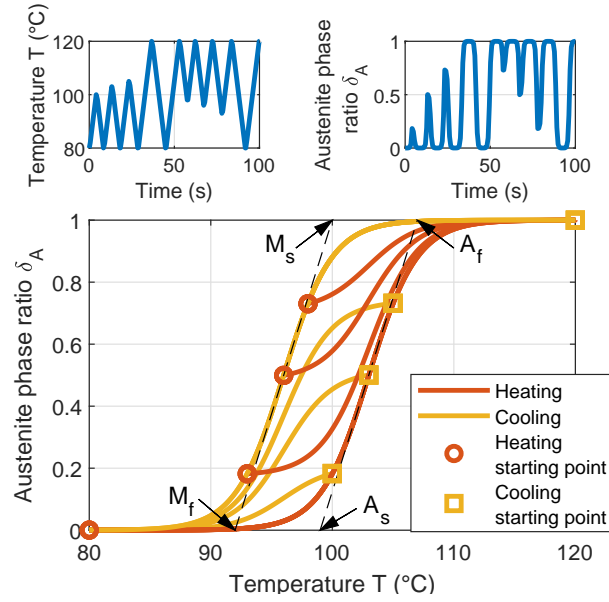 Temperature T (°C)
120
100
80
0
50
100
Time (s)
Austenite phase
ratio δA
1
0.5
0
0
50
100
Time (s)
Austenite phase ratio δA
1
0.8
0.6
0.4
0.2
0
Ms
Af
Mf
As
Heating
Cooling
Heating
starting point
Cooling
starting point
80
90
100
110
120
Temperature T (°C)